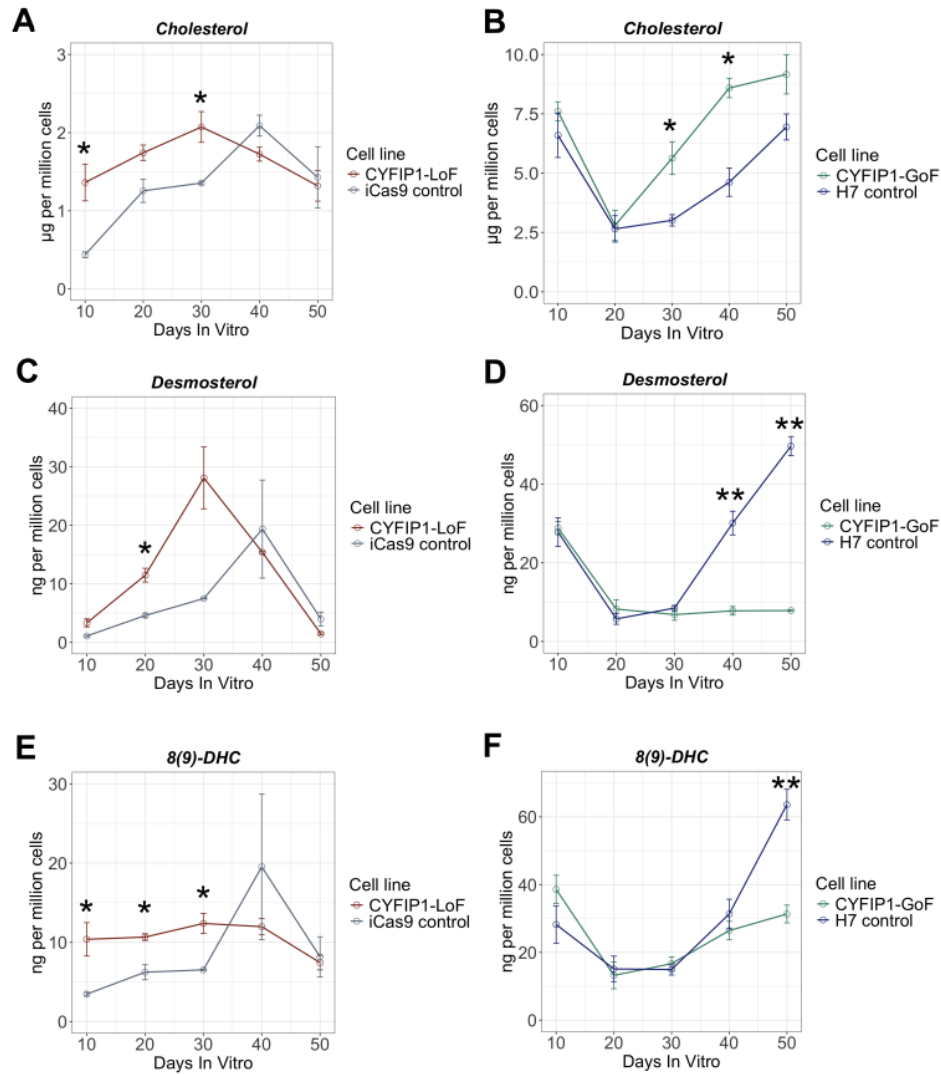 A
Cholesterol
3
2
1
0
µg per million cells
*
*
10 20 30 40 50
Days In Vitro
Cell line
CYFIP1-LoF
iCas9 control
B
Cholesterol
10.0
7.5
5.0
2.5
0.0
µg per million cells
*
*
10 20 30 40 50
Days In Vitro
Cell line
CYFIP1-GoF
H7 control
C
Desmosterol
40
30
20
10
0
ng per million cells
*
10 20 30 40 50
Days In Vitro
Cell line
CYFIP1-LoF
iCas9 control
D
Desmosterol
60
40
20
0
ng per million cells
**
**
10 20 30 40 50
Days In Vitro
Cell line
CYFIP1-GoF
H7 control
E
8(9)-DHC
30
20
10
0
ng per million cells
*
*
*
10 20 30 40 50
Days In Vitro
Cell line
CYFIP1-LoF
iCas9 control
F
8(9)-DHC
60
40
20
0
ng per million cells
**
10 20 30 40 50
Days In Vitro
Cell line
CYFIP1-GoF
H7 control